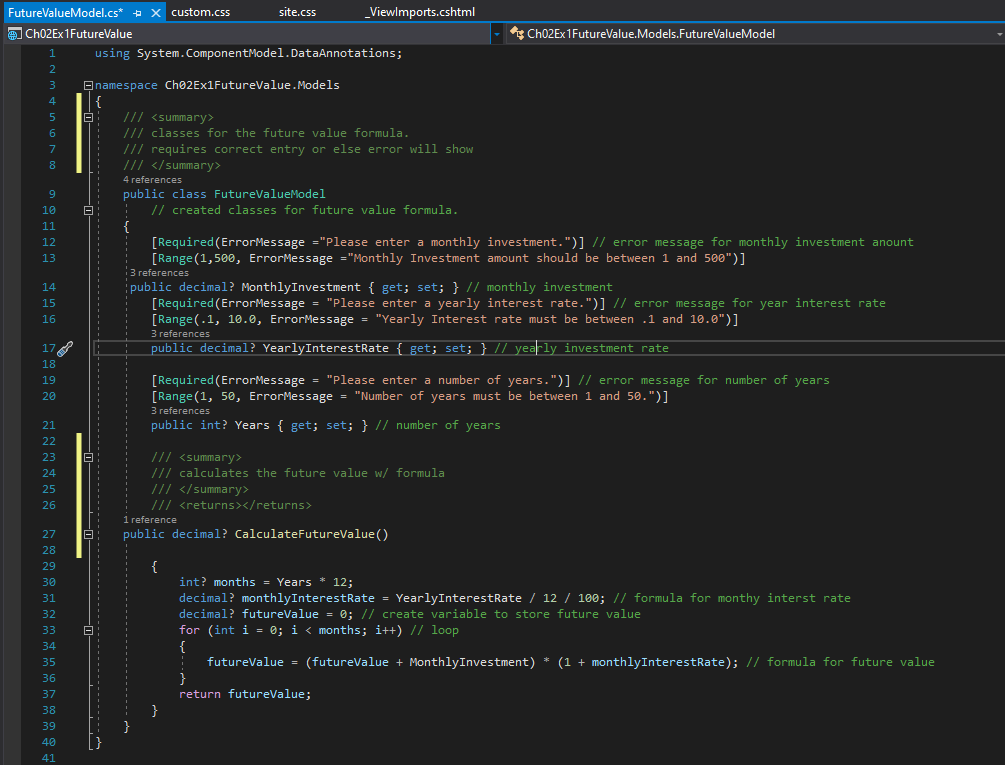 FutureValueModel.cs* custom.css site.css _ViewImports.cshtml
Ch02Ex1FutureValue Ch02Ex1FutureValue.Models.FutureValueModel
1 using System.ComponentModel.DataAnnotations;
2
3 namespace Ch02Ex1FutureValue.Models
4 {
5 /// <summary>
6 /// classes for the future value formula.
7 /// requires correct entry or else error will show
8 /// </summary>
4 references
9 public class FutureValueModel
10 // created classes for future value formula.
11 {
12 [Required(ErrorMessage ="Please enter a monthly investment.")] // error message for monthly investment anount
13 [Range(1,500, ErrorMessage ="Monthly Investment amount should be between 1 and 500")]
3 references
14 public decimal? MonthlyInvestment { get; set; } // monthly investment
15 [Required(ErrorMessage = "Please enter a yearly interest rate.")] // error message for year interest rate
16 [Range(.1, 10.0, ErrorMessage = "Yearly Interest rate must be between .1 and 10.0")]
3 references
17 public decimal? YearlyInterestRate { get; set; } // yearly investment rate
18
19 [Required(ErrorMessage = "Please enter a number of years.")] // error message for number of years
20 [Range(1, 50, ErrorMessage = "Number of years must be between 1 and 50.")]
3 references
21 public int? Years { get; set; } // number of years
22
23 /// <summary>
24 /// calculates the future value w/ formula
25 /// </summary>
26 /// <returns></returns>
1 reference
27 public decimal? CalculateFutureValue()
28
29 {
30 int? months = Years * 12;
31 decimal? monthlyInterestRate = YearlyInterestRate / 12 / 100; // formula for monthy interst rate
32 decimal? futureValue = 0; // create variable to store future value
33 for (int i = 0; i < months; i++) // loop
34 {
35 futureValue = (futureValue + MonthlyInvestment) * (1 + monthlyInterestRate); // formula for future value
36 }
37 return futureValue;
38 }
39 }
40 }
41